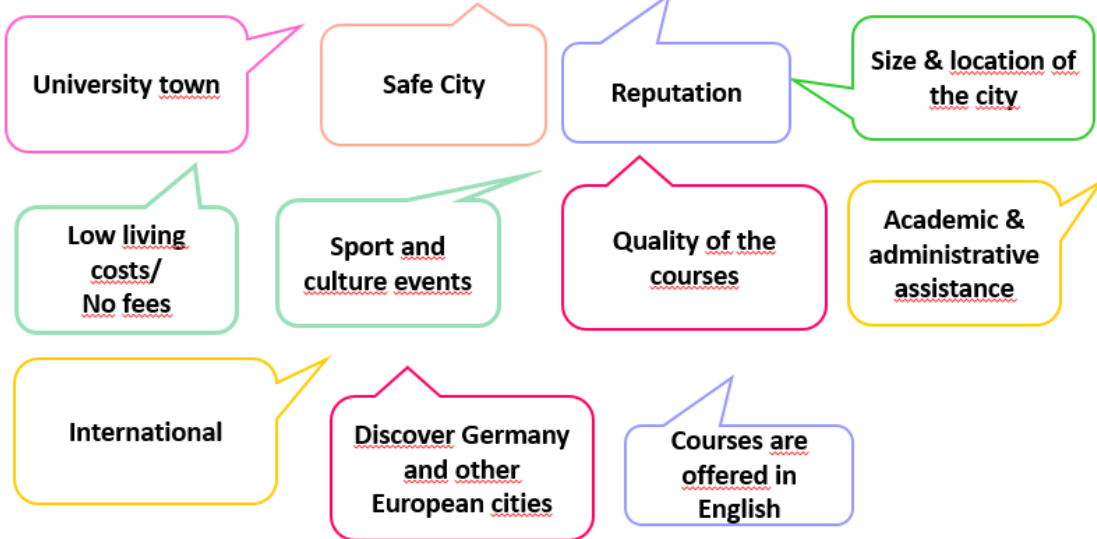 University town
Safe City
Reputation
Size & location of
the city
Low living
costs/
No fees
Sport and
culture events
Quality of the
courses
Academic &
administrative
assistance
International
Discover Germany
and other
European cities
Courses are
offered in
English